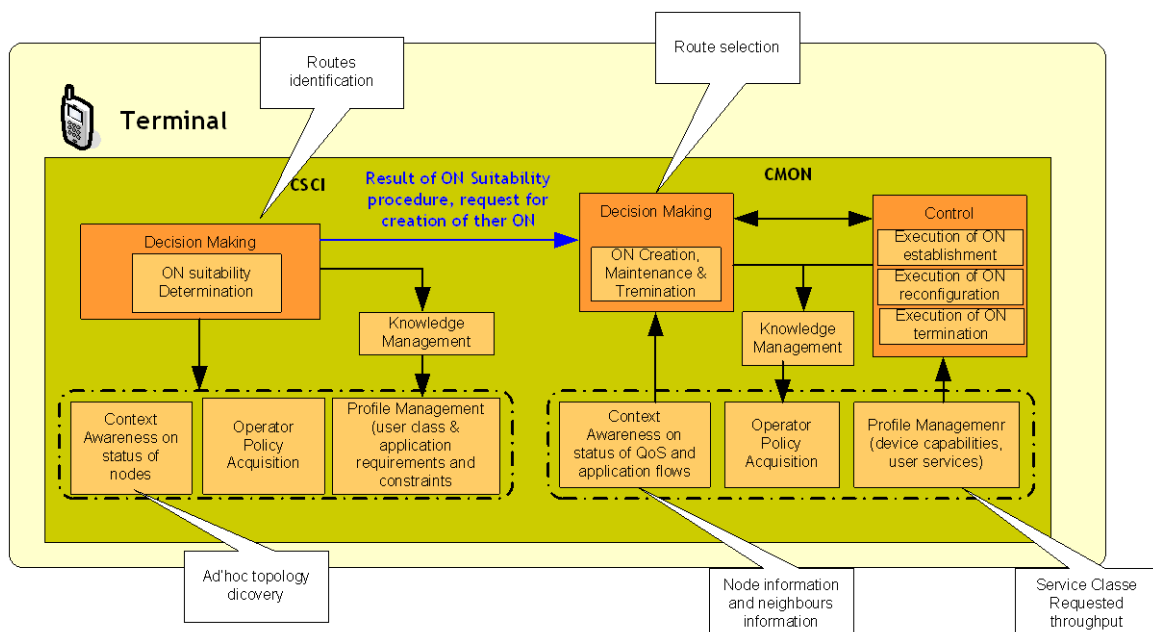 Routes
identification
Route selection
Terminal
CSCI
Result of ON Suitability
procedure, request for
creation of ther ON
CMON
Decision Making
ON suitability
Determination
Decision Making
ON Creation,
Maintenance &
Tremination
Control
Execution of ON
establishment
Execution of ON
reconfiguration
Execution of ON
termination
Knowledge
Management
Knowledge
Management
Context
Awareness on
status of
nodes
Operator
Policy
Acquisition
Profile Management
(user class &
application
requirements and
constraints
Context
Awareness on
status of QoS and
application flows
Operator
Policy
Acquisition
Profile Managemenr
(device capabilities,
user services)
Ad'hoc topology
dicovery
Node information
and neighbours
information
Service Classe
Requested
throughput